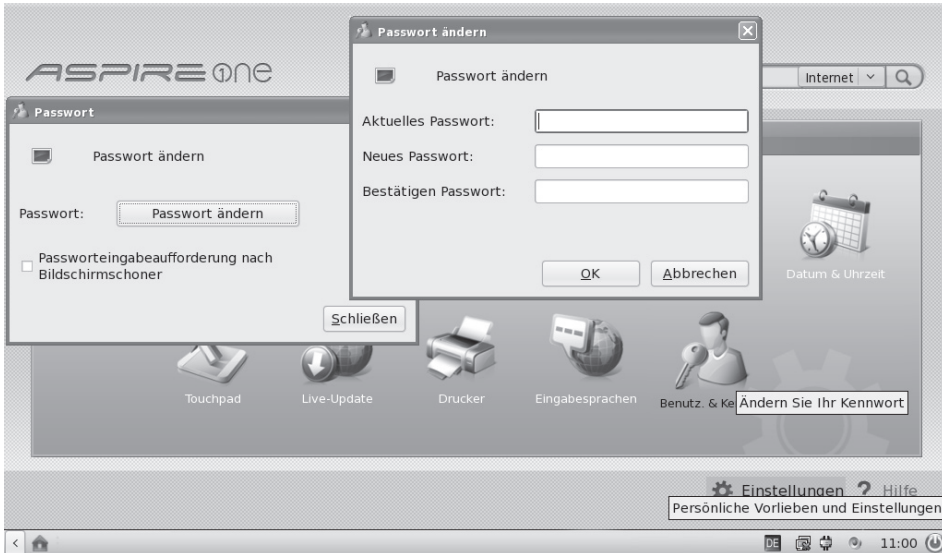 Passwort ändern
Passwort ändern
Aktuelles Passwort:
Neues Passwort:
Bestätigen Passwort:
OK
Abbrechen
ASPIRE one
Internet
Passwort
Passwort ändern
Passwort:
Passwort ändern
Passworteingabeaufforderung nach
Bildschirmschoner
Schließen
Datum & Uhrzeit
Touchpad
Live-Update
Drucker
Eingabesprachen
Benutz. & Ke
Ändern Sie Ihr Kennwort
Einstellungen
Hilfe
Persönliche Vorlieben und Einstellungen
DE
11:00